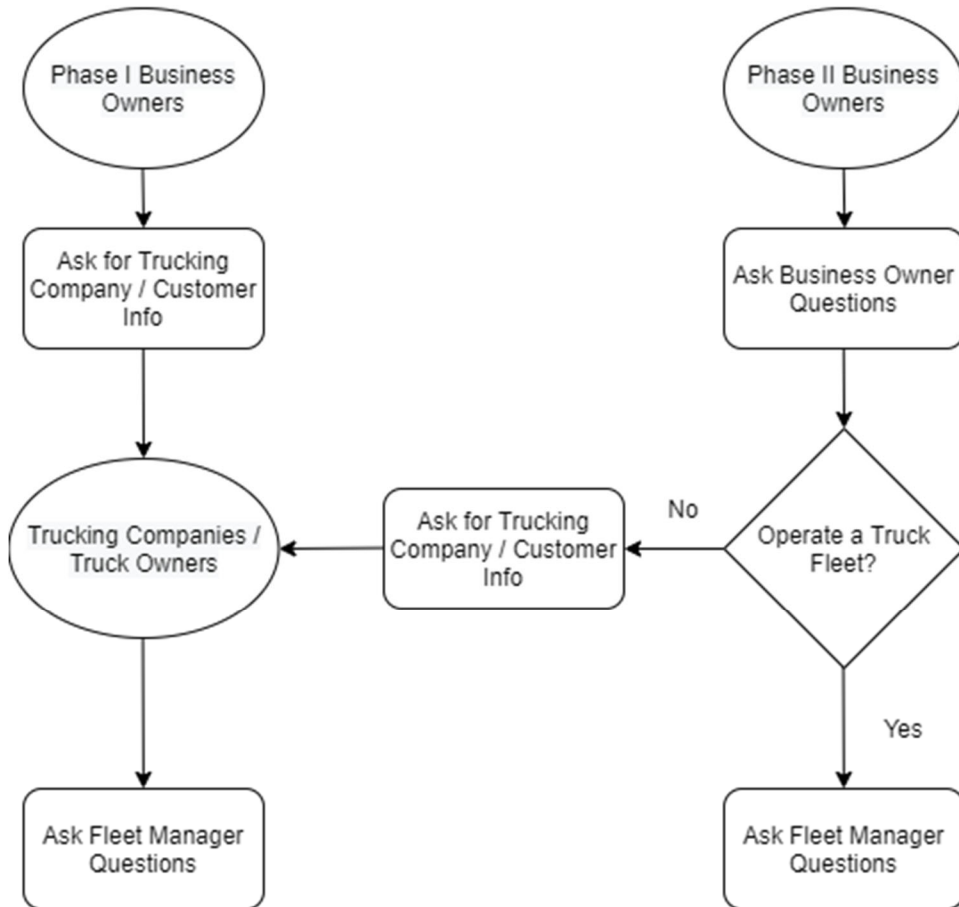 Phase I Business
Owners
Phase II Business
Owners
Ask for Trucking
Company / Customer
Info
Ask Business Owner
Questions
Trucking Companies /
Truck Owners
Ask for Trucking
Company / Customer
Info
No
Operate a Truck
Fleet?
Yes
Ask Fleet Manager
Questions
Ask Fleet Manager
Questions